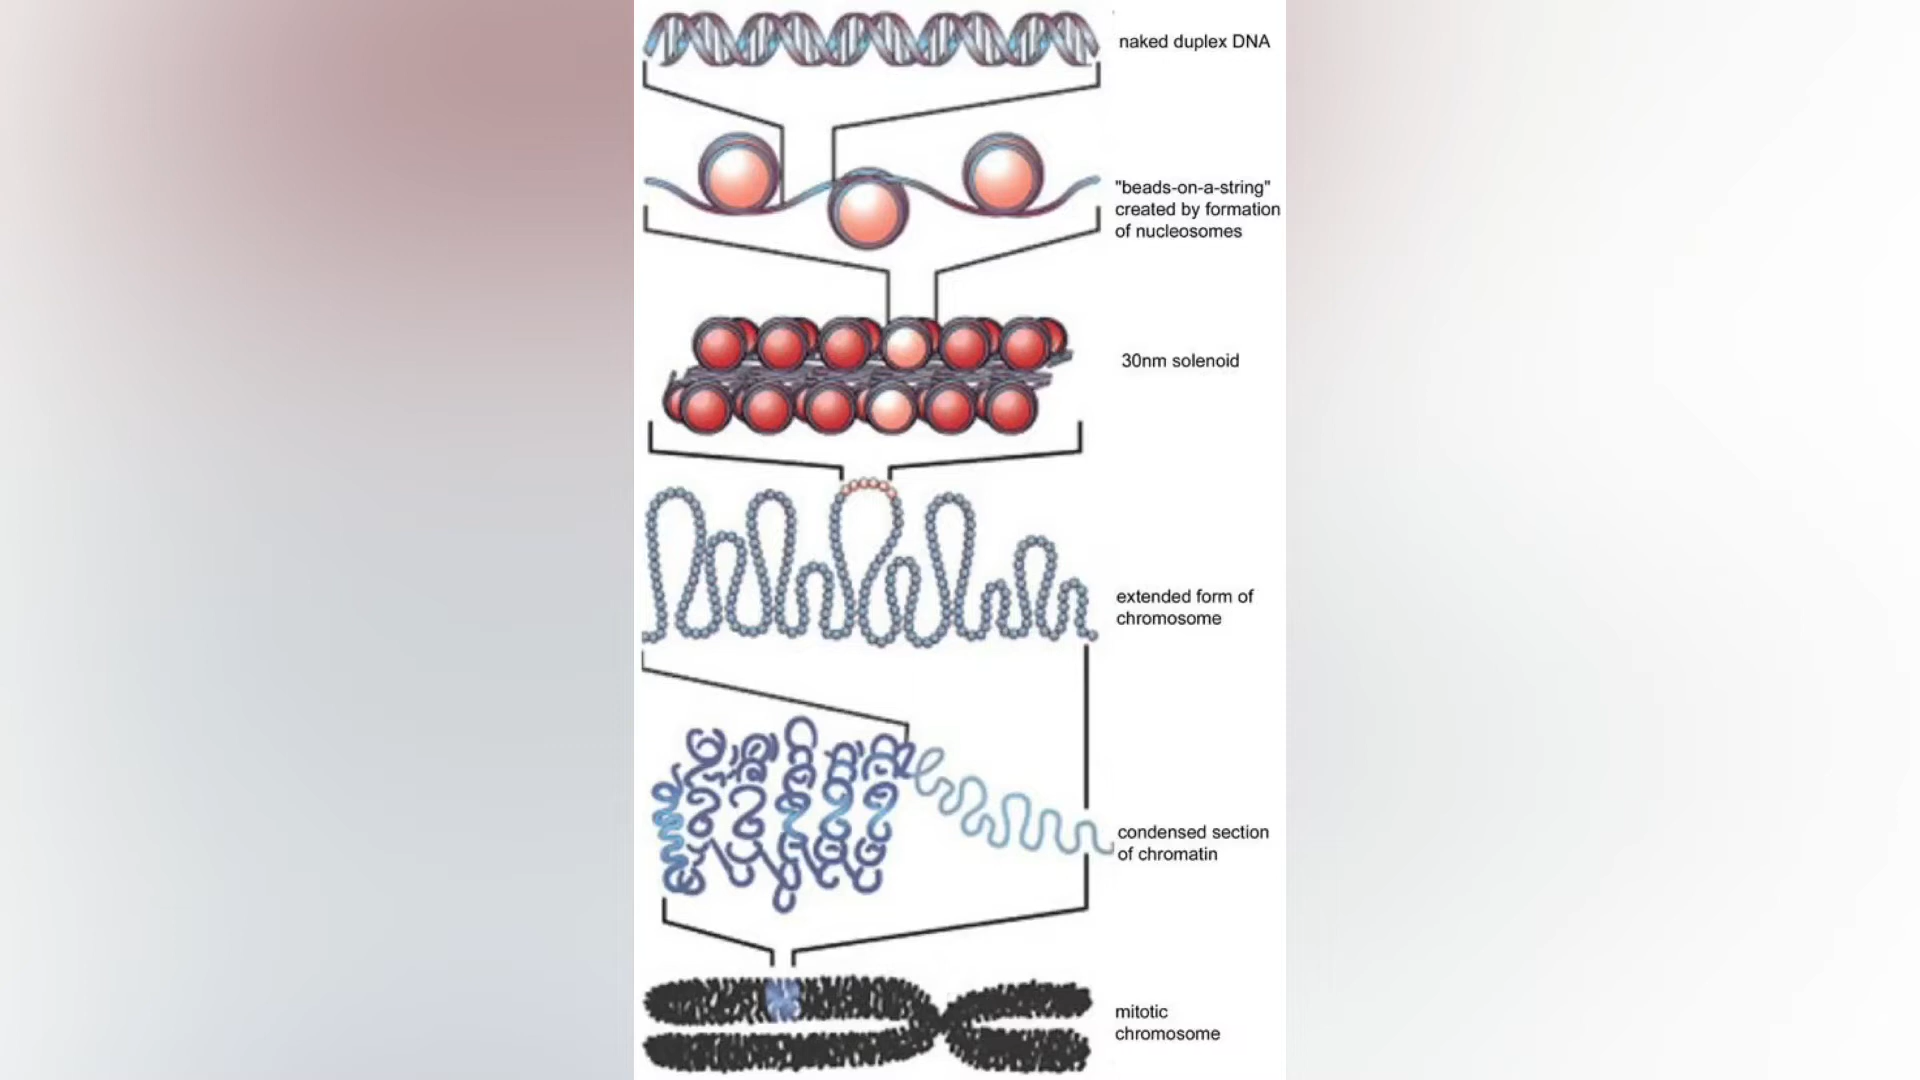 naked duplex DNA
"beads-on-a-string"
created by formation
of nucleosomes
30nm solenoid
extended form of
chromosome
condensed section
of chromatin
mitotic
chromosome